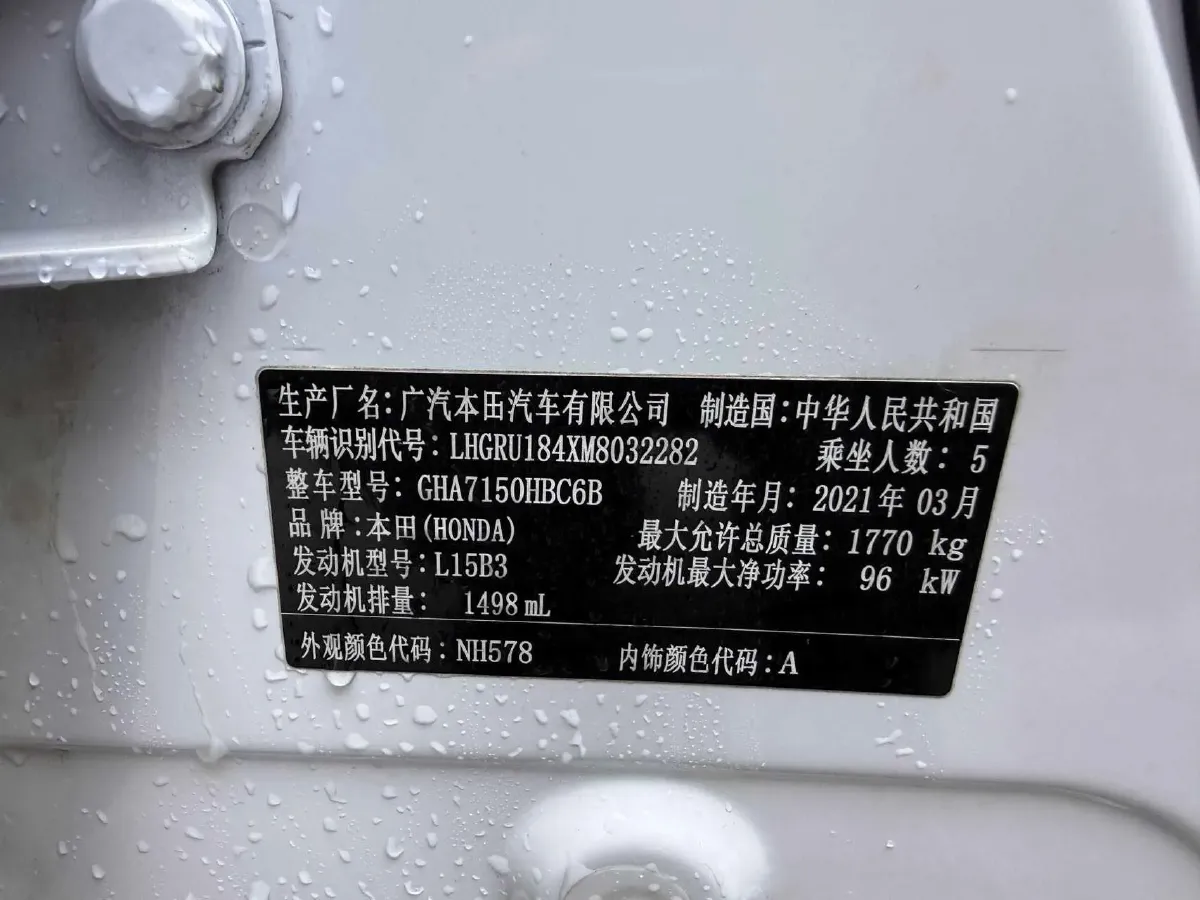 生产厂名：广汽本田汽车有限公司 制造国：中华人民共和国
车辆识别代号：LHGRU184XM8032282 乘坐人数：5
整车型号：GHA7150HBC6B 制造年月：2021年 03月
品 牌：本田(HONDA) 最大允许总质量：1770 kg
发动机型号：L15B3 发动机最大净功率： 96 kW
发动机排量： 1498 mL
外观颜色代码：NH578 内饰颜色代码：A